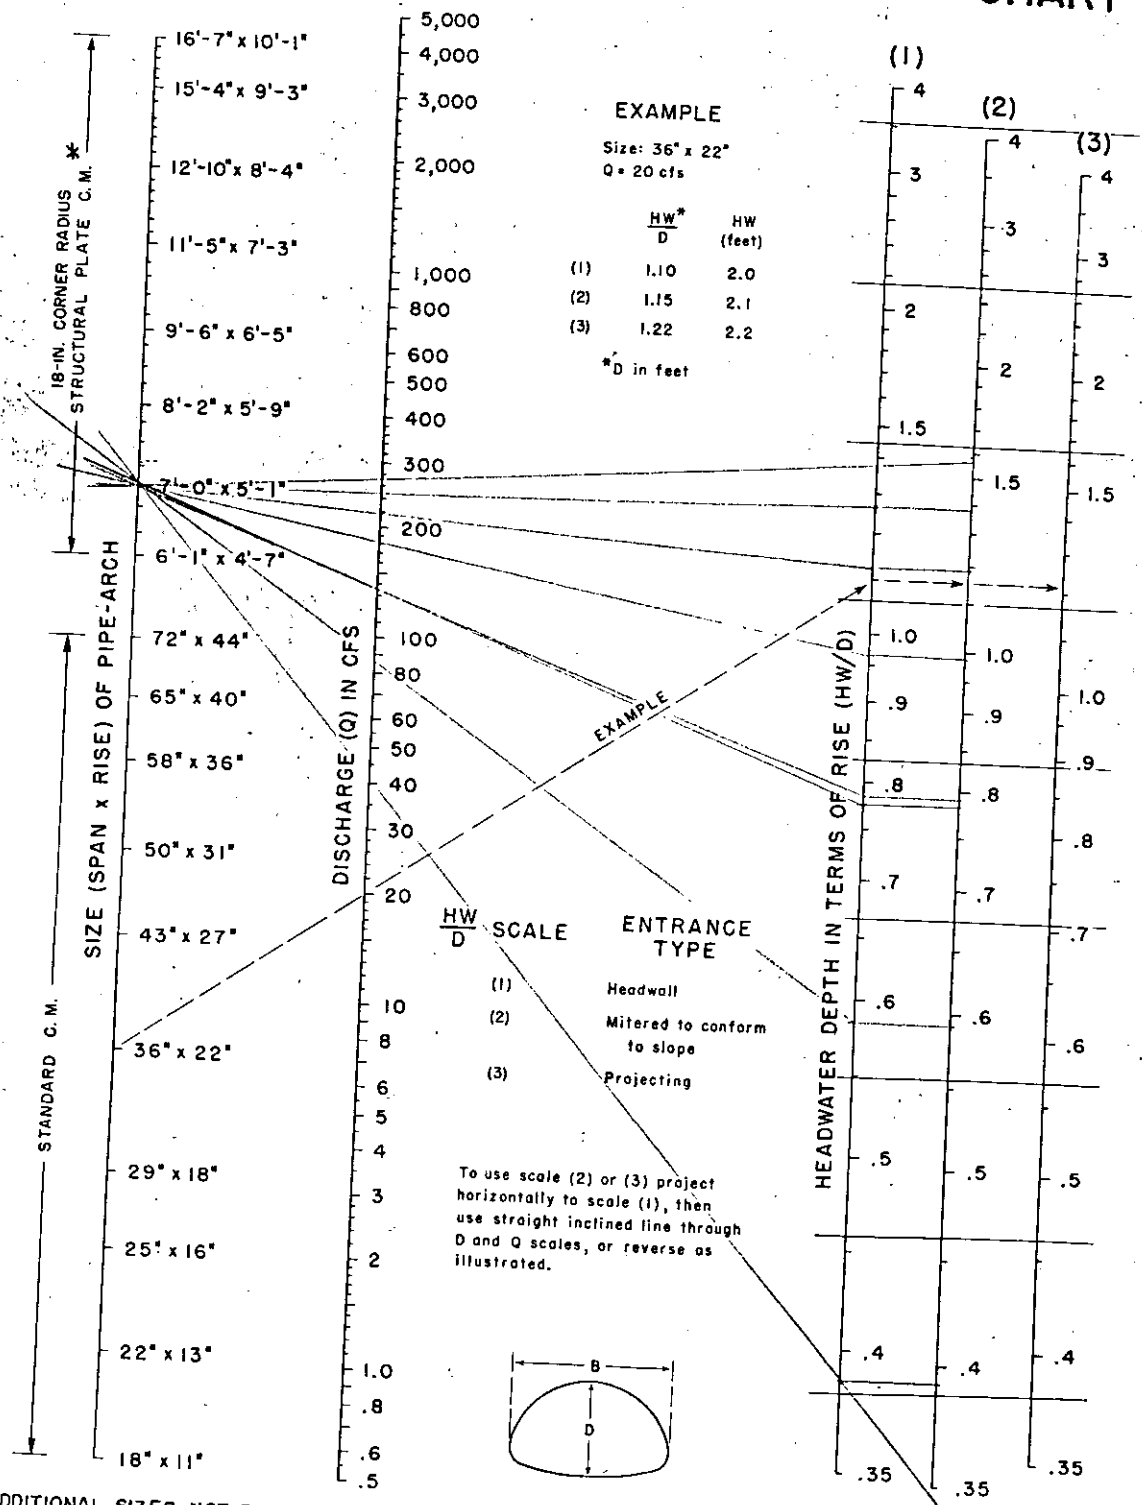 CHART
16'-7" x 10'-1"
15'-4" x 9'-3"
12'-10" x 8'-4"
11'-5" x 7'-3"
9'-6" x 6'-5"
8'-2" x 5'-9"
7'-0" x 5'-1"
6'-1" x 4'-7"
72" x 44"
65" x 40"
58" x 36"
50" x 31"
43" x 27"
36" x 22"
29" x 18"
25" x 16"
22" x 13"
18" x 11"
18-IN. CORNER RADIUS
STRUCTURAL PLATE C.M. *
STANDARD C.M.
SIZE (SPAN x RISE) OF PIPE-ARCH
5,000
4,000
3,000
2,000
1,000
800
600
500
400
300
200
100
80
60
50
40
30
20
10
8
6
5
4
3
2
1.0
.8
.6
.5
DISCHARGE (Q) IN CFS
EXAMPLE
Size: 36" x 22"
Q = 20 cfs
HW* HW
D (feet)
(1) 1.10 2.0
(2) 1.15 2.1
(3) 1.22 2.2
*D in feet
EXAMPLE
HW
D SCALE ENTRANCE
TYPE
(1) Headwall
(2) Mitered to conform
to slope
(3) Projecting
To use scale (2) or (3) project
horizontally to scale (1), then
use straight inclined line through
D and Q scales, or reverse as
illustrated.
B
D
HEADWATER DEPTH IN TERMS OF RISE (HW/D)
(1)
4
3
2
1.5
1.0
.9
.8
.7
.6
.5
.4
.35
(2)
4
3
2
1.5
1.0
.9
.8
.7
.6
.5
.4
.35
(3)
4
3
2
1.5
1.0
.9
.8
.7
.6
.5
.4
.35